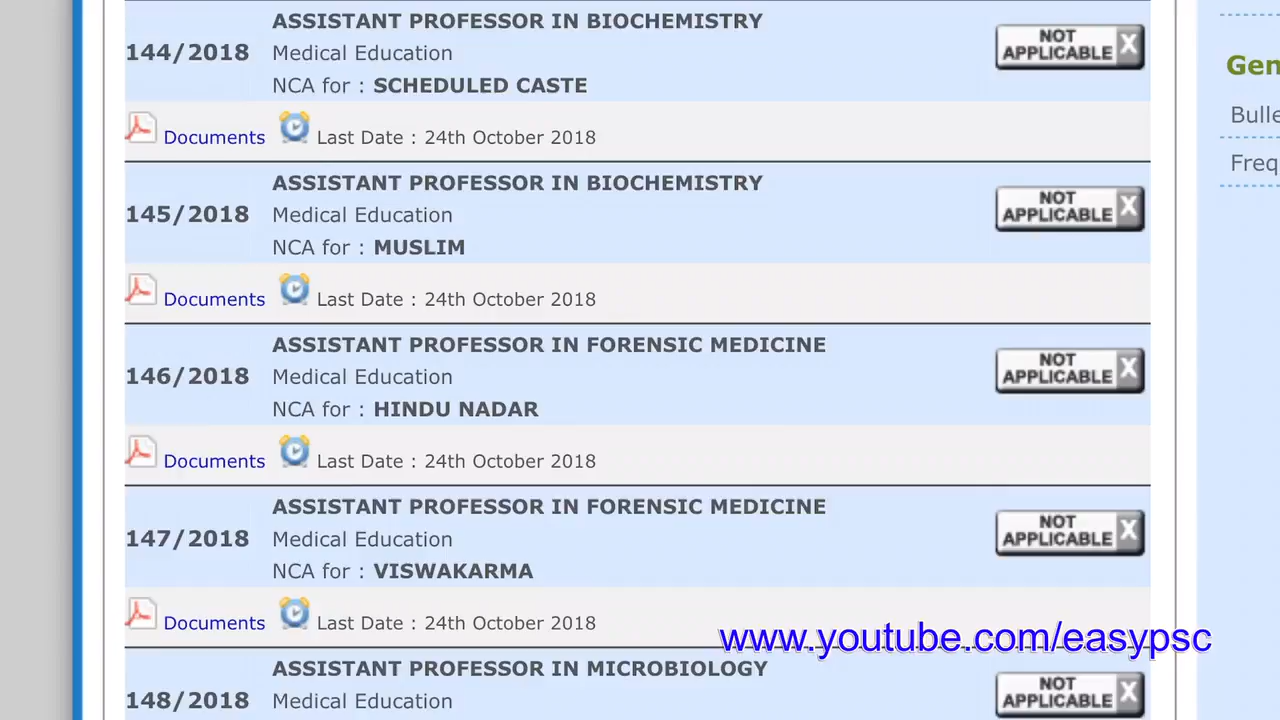 ASSISTANT PROFESSOR IN BIOCHEMISTRY
144/2018
Medical Education
NCA for : SCHEDULED CASTE
NOT APPLICABLE X
Documents
Last Date : 24th October 2018
ASSISTANT PROFESSOR IN BIOCHEMISTRY
145/2018
Medical Education
NCA for : MUSLIM
NOT APPLICABLE X
Documents
Last Date : 24th October 2018
ASSISTANT PROFESSOR IN FORENSIC MEDICINE
146/2018
Medical Education
NCA for : HINDU NADAR
NOT APPLICABLE X
Documents
Last Date : 24th October 2018
ASSISTANT PROFESSOR IN FORENSIC MEDICINE
147/2018
Medical Education
NCA for : VISWAKARMA
NOT APPLICABLE X
Documents
Last Date : 24th October 2018
www.youtube.com/easypsc
ASSISTANT PROFESSOR IN MICROBIOLOGY
148/2018
Medical Education
NOT APPLICABLE X
Gen
Bulle
Freq